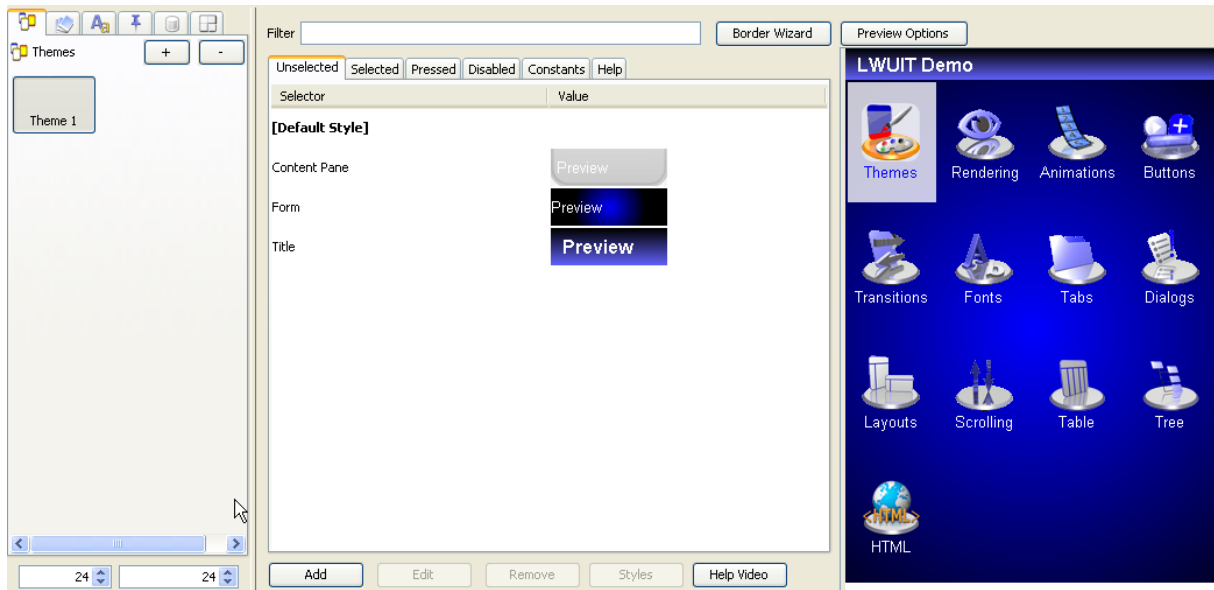 Themes
+
-
Theme 1
24
24
Filter
Border Wizard
Unselected
Selected
Pressed
Disabled
Constants
Help
Selector
Value
[Default Style]
Content Pane
Preview
Form
Preview
Title
Preview
Add
Edit
Remove
Styles
Help Video
Preview Options
LWUIT Demo
Themes
Rendering
Animations
Buttons
Transitions
Fonts
Tabs
Dialogs
Layouts
Scrolling
Table
Tree
<HTML>
HTML